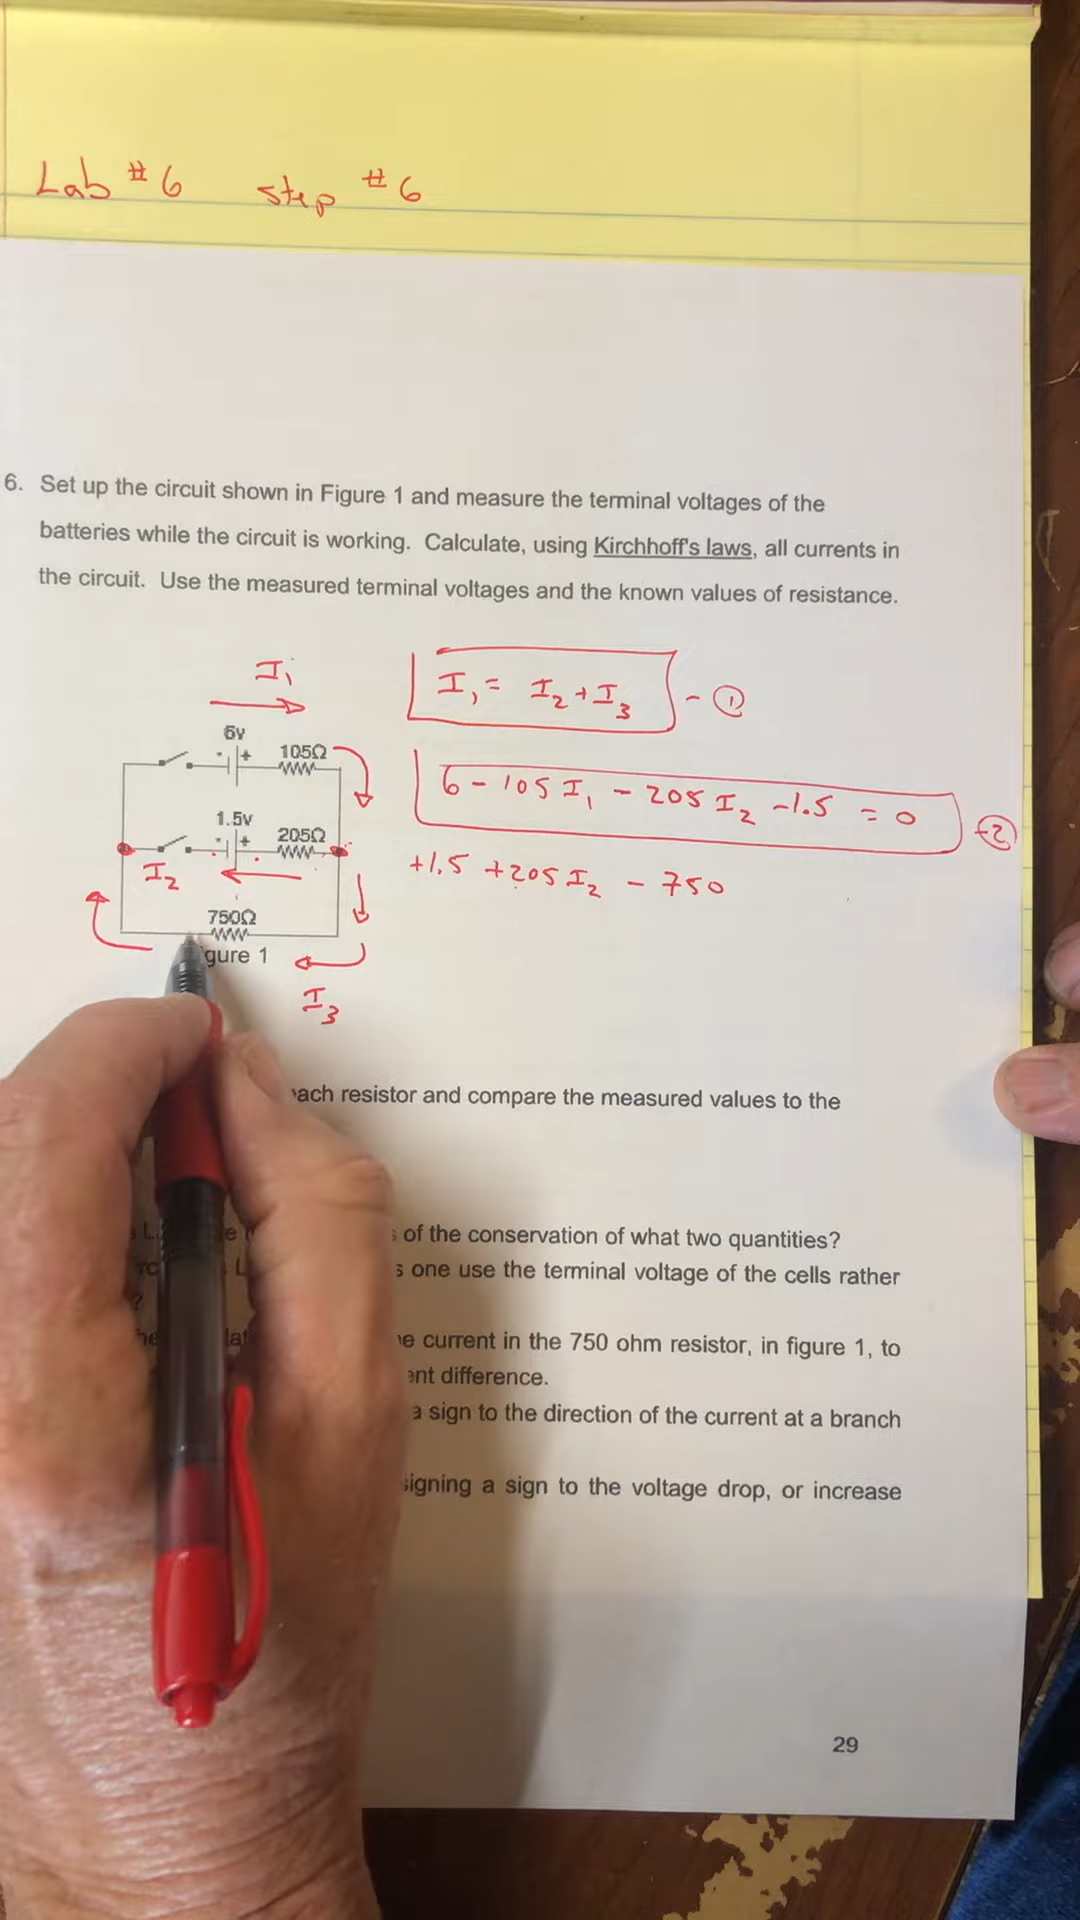 Lab #6 step #6
6. Set up the circuit shown in Figure 1 and measure the terminal voltages of the
batteries while the circuit is working. Calculate, using Kirchhoff's laws, all currents in
the circuit. Use the measured terminal voltages and the known values of resistance.
I₁
I₁ = I₂ + I₃ - ①
6v
- + 105Ω
6 - 105 I₁ - 205 I₂ - 1.5 = 0 - ②
1.5v
- + 205Ω
I₂
+1.5 + 205 I₂ - 750
750Ω
gure 1
I₃
ach resistor and compare the measured values to the
of the conservation of what two quantities?
s one use the terminal voltage of the cells rather
?
current in the 750 ohm resistor, in figure 1, to
ent difference.
a sign to the direction of the current at a branch
signing a sign to the voltage drop, or increase
29